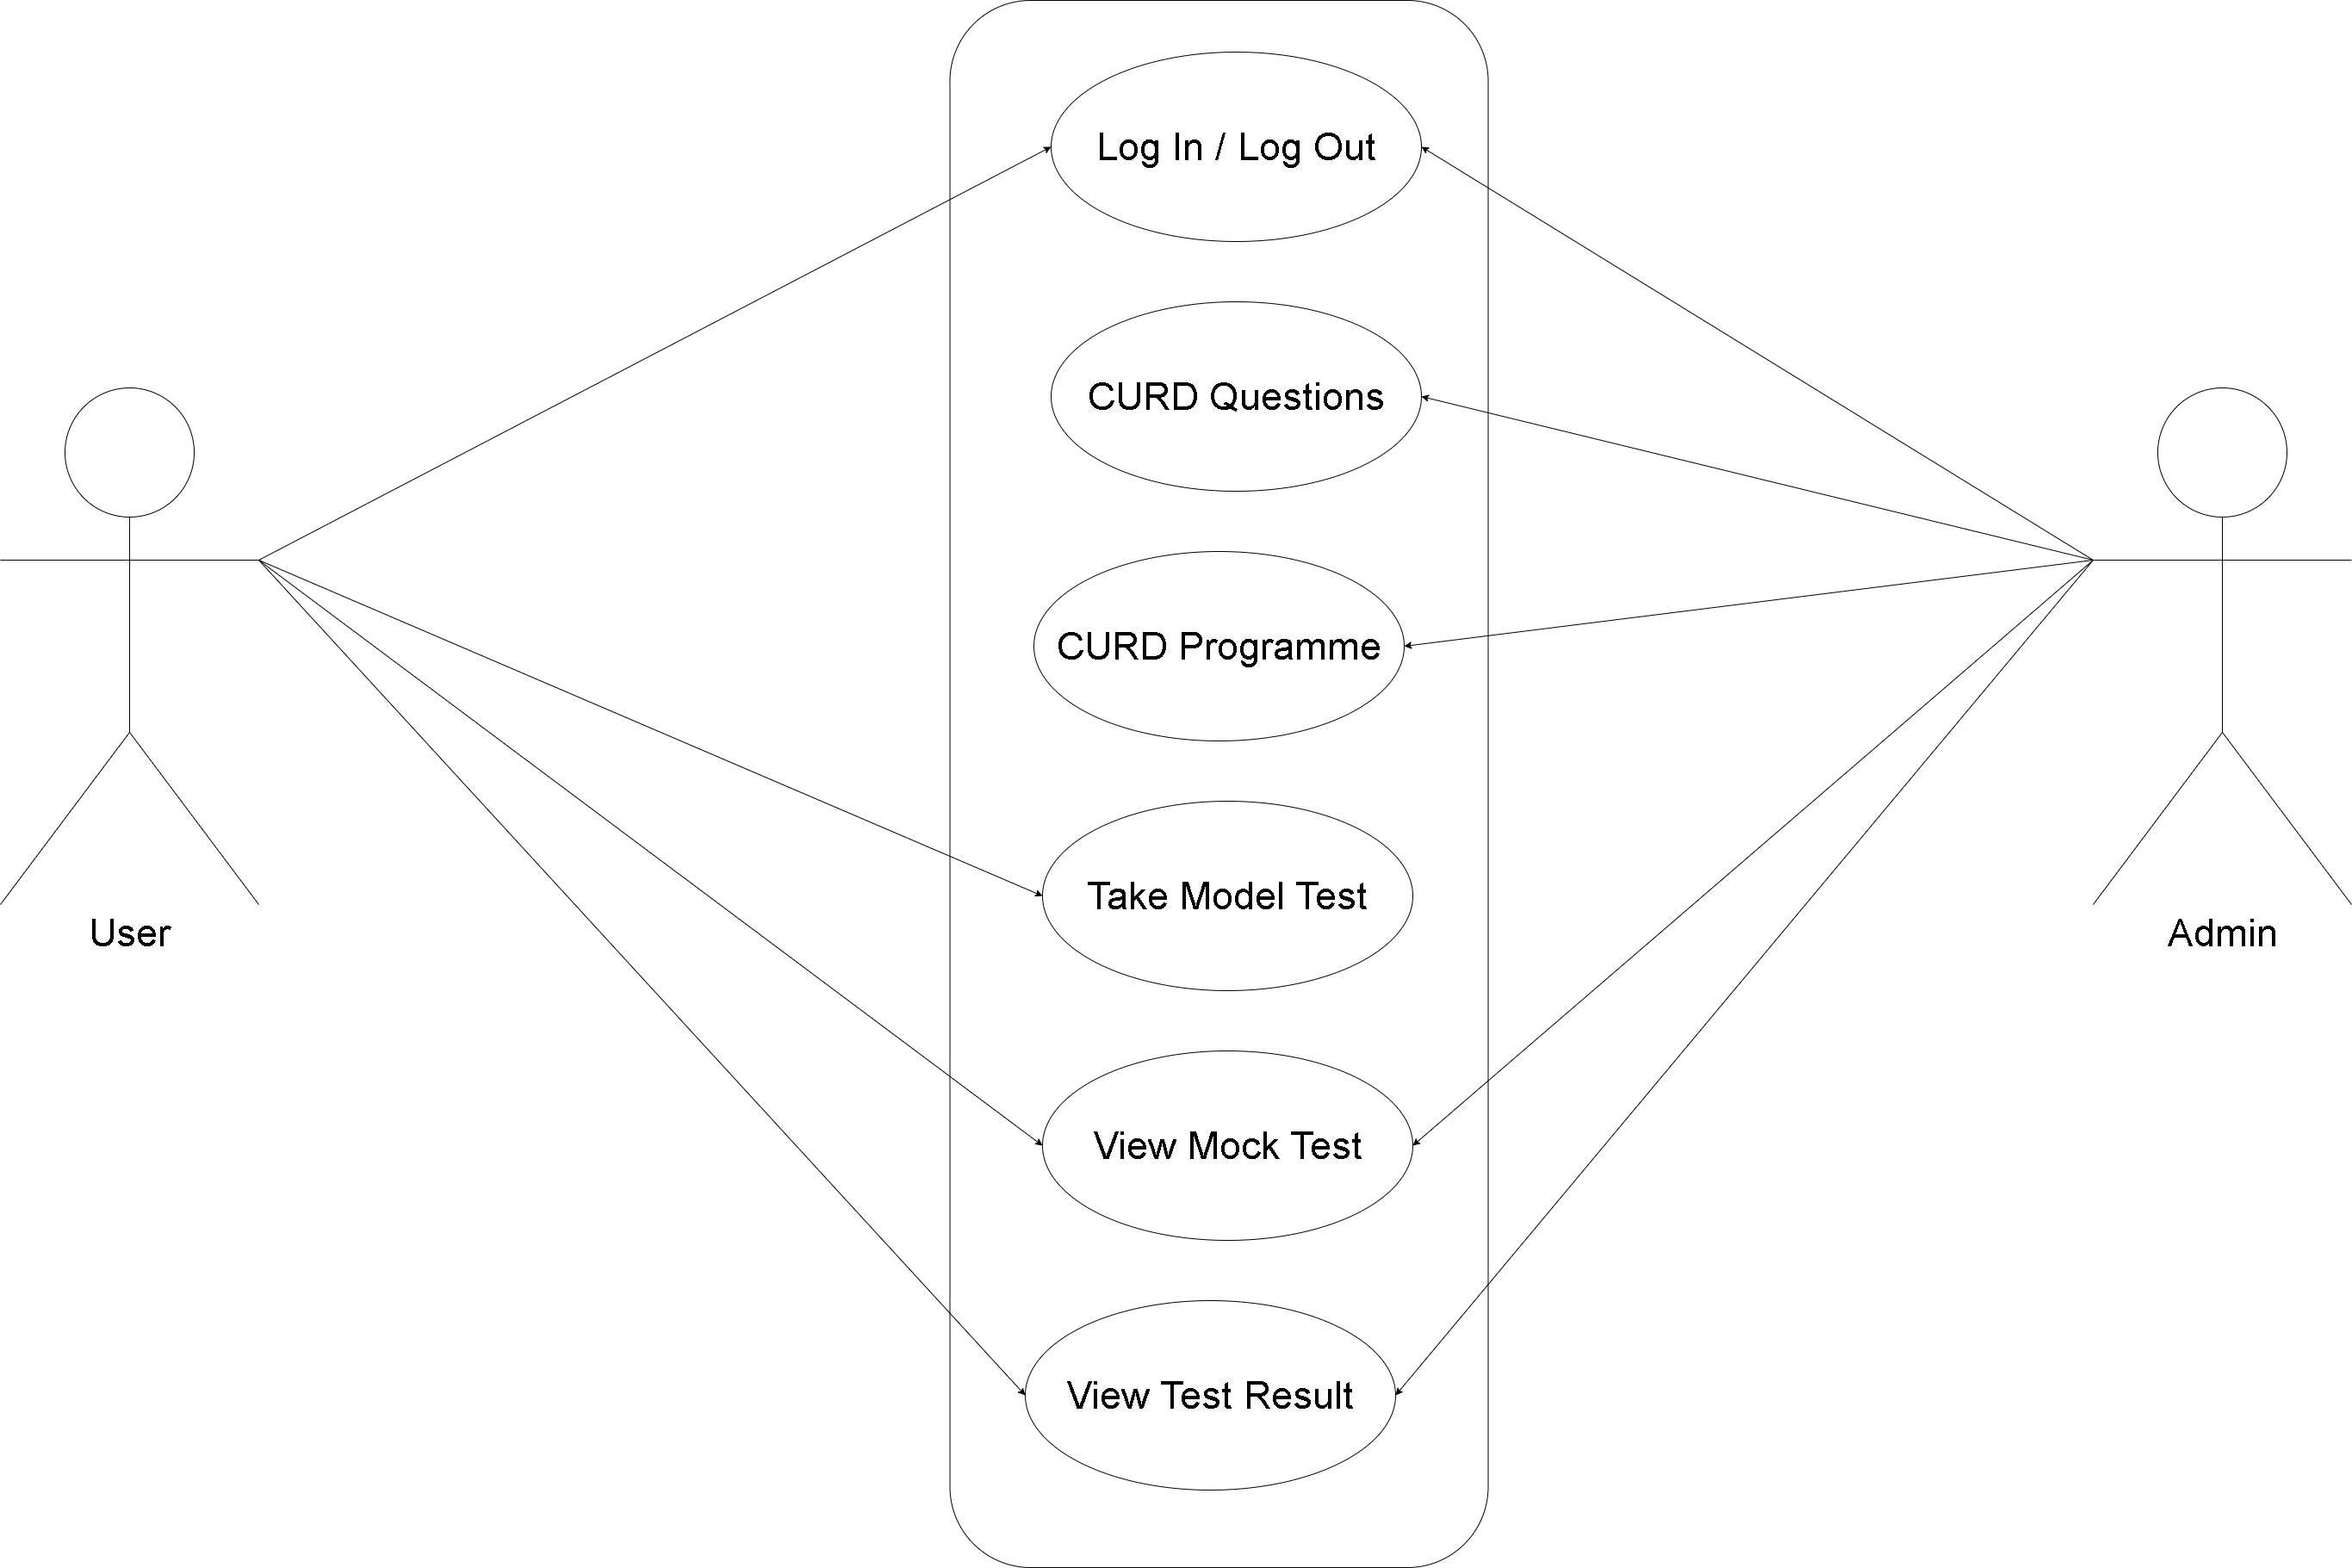 Log In / Log Out
CURD Questions
CURD Programme
Take Model Test
User
Admin
View Mock Test
View Test Result